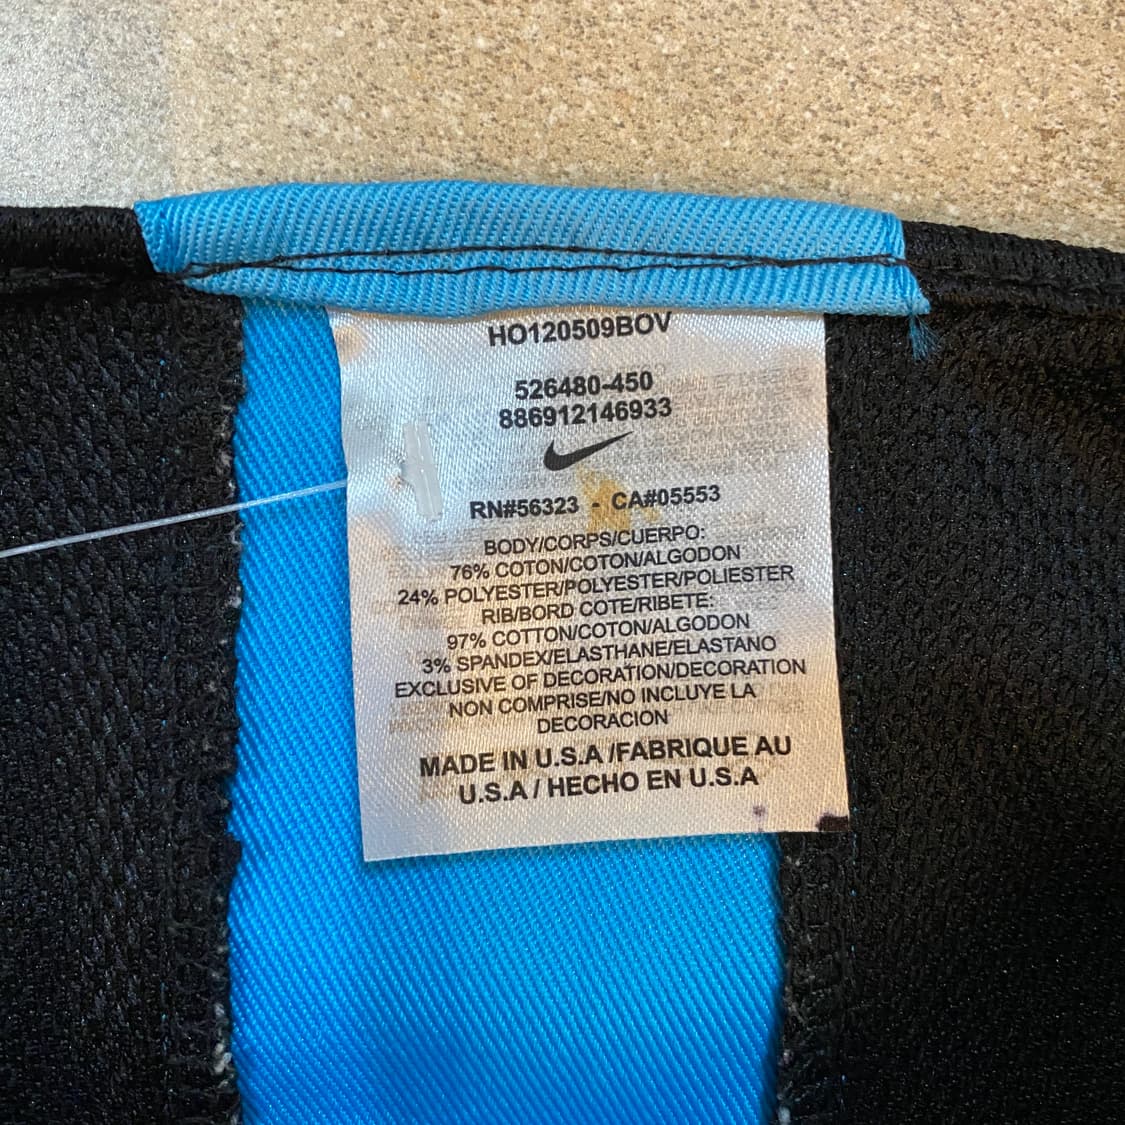 HO120509BOV
526480-450
886912146933
RN#56323 - CA#05553
BODY/CORPS/CUERPO:
76% COTON/COTON/ALGODON
24% POLYESTER/POLYESTER/POLIESTER
RIB/BORD COTE/RIBETE:
97% COTTON/COTON/ALGODON
3% SPANDEX/ELASTHANE/ELASTANO
EXCLUSIVE OF DECORATION/DECORATION
NON COMPRISE/NO INCLUYE LA
DECORACION
MADE IN U.S.A /FABRIQUE AU
U.S.A / HECHO EN U.S.A